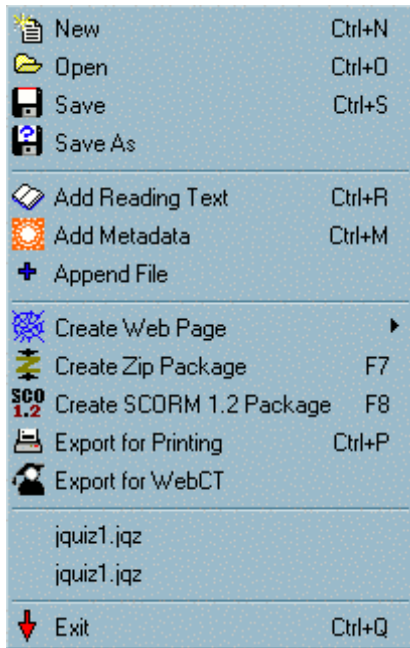 New Ctrl+N
Open Ctrl+O
Save Ctrl+S
Save As
Add Reading Text Ctrl+R
Add Metadata Ctrl+M
Append File
Create Web Page
Create Zip Package F7
SCO 1.2 Create SCORM 1.2 Package F8
Export for Printing Ctrl+P
Export for WebCT
jquiz1.jqz
jquiz1.jqz
Exit Ctrl+Q